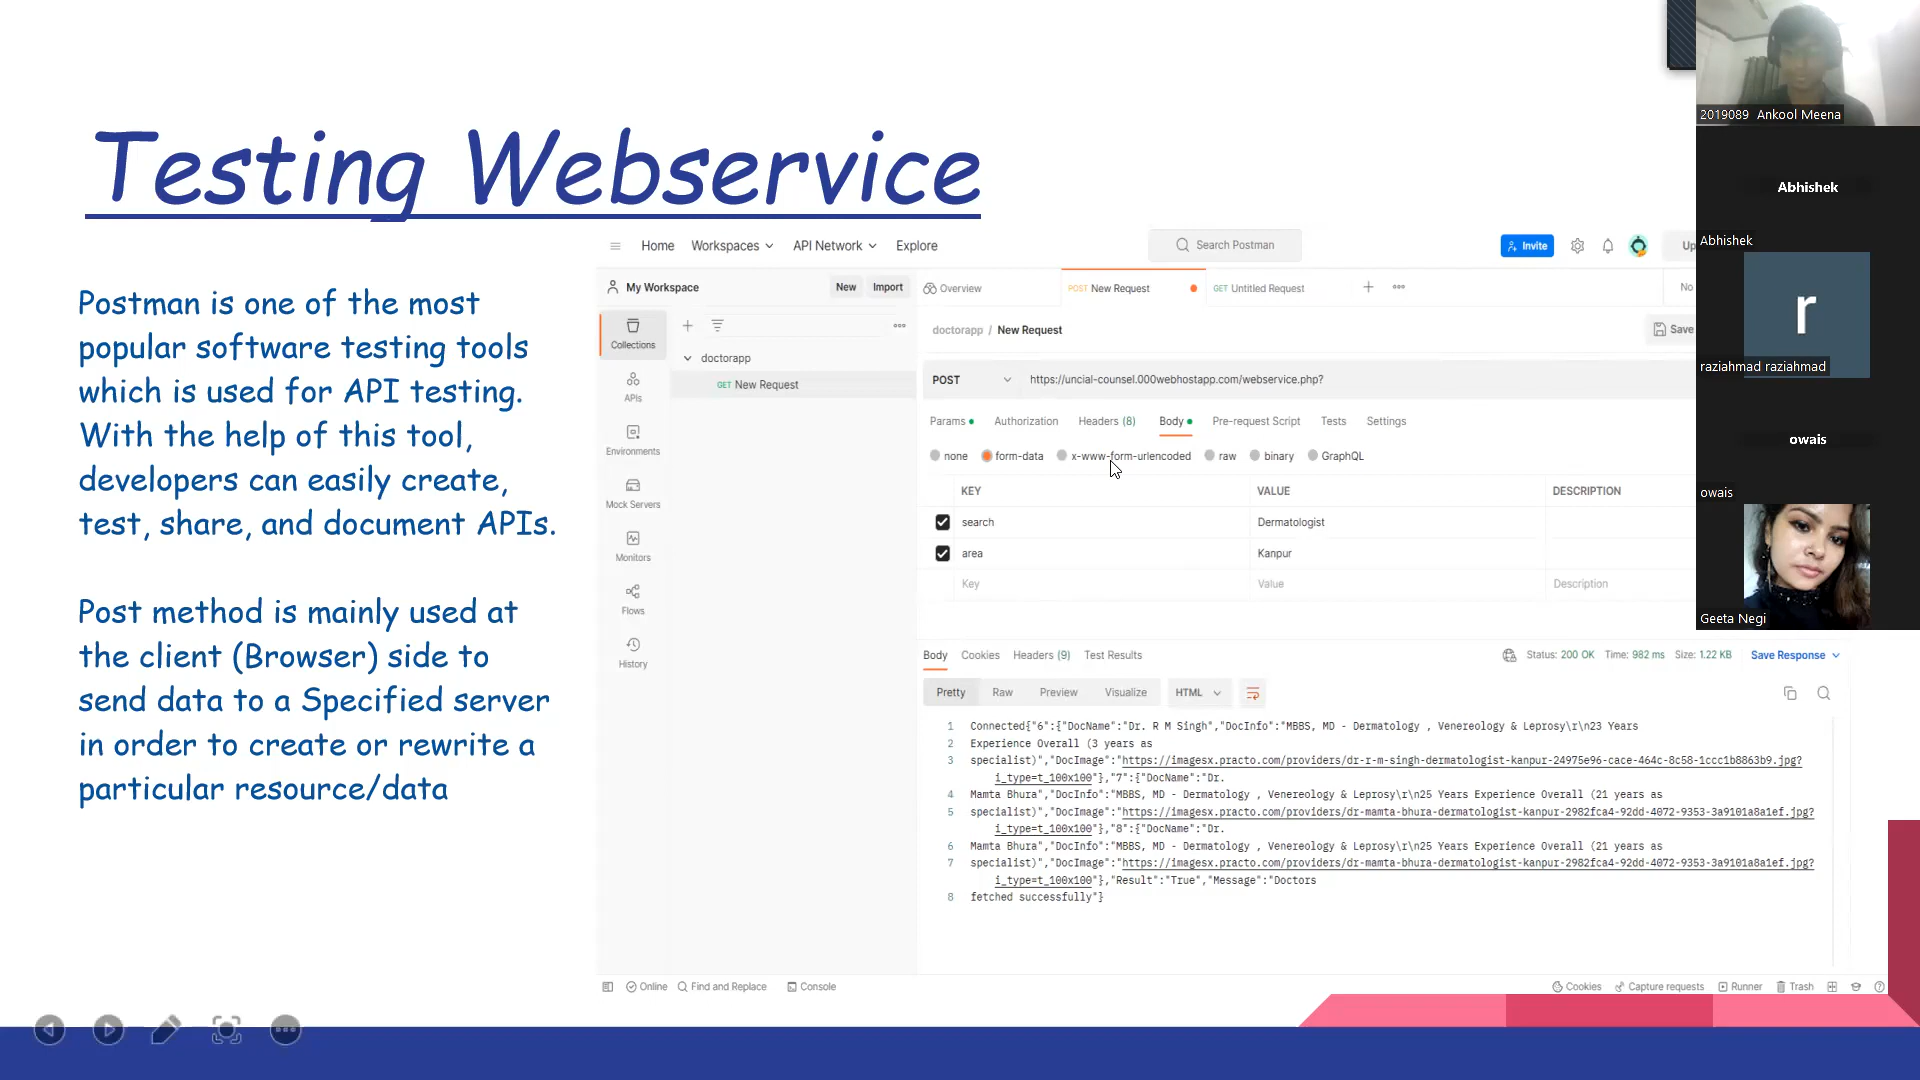 Testing Webservice
Postman is one of the most
popular software testing tools
which is used for API testing.
With the help of this tool,
developers can easily create,
test, share, and document APIs.
Post method is mainly used at
the client (Browser) side to
send data to a Specified server
in order to create or rewrite a
particular resource/data
Home Workspaces API Network Explore
Search Postman
Invite
Up
My Workspace New Import
Overview
POST New Request
GET Untitled Request
No
Collections
APIs
Environments
Mock Servers
Monitors
Flows
History
doctorapp
GET New Request
doctorapp / New Request
Save
POST https://uncial-counsel.000webhostapp.com/webservice.php?
Params Authorization Headers (8) Body Pre-request Script Tests Settings
none form-data x-www-form-urlencoded raw binary GraphQL
KEY VALUE DESCRIPTION
search Dermatologist
area Kanpur
Key Value Description
Body Cookies Headers (9) Test Results
Status: 200 OK Time: 982 ms Size: 1.22 KB Save Response
Pretty Raw Preview Visualize HTML
1 Connected{"6":{"DocName":"Dr. R M Singh","DocInfo":"MBBS, MD - Dermatology , Venereology & Leprosy\r\n23 Years
2 Experience Overall (3 years as
3 specialist)","DocImage":"https://imagesx.practo.com/providers/dr-r-m-singh-dermatologist-kanpur-24975e96-cace-464c-8c58-1ccc1b8863b9.jpg?
i_type=t_100x100"},"7":{"DocName":"Dr.
4 Mamta Bhura","DocInfo":"MBBS, MD - Dermatology , Venereology & Leprosy\r\n25 Years Experience Overall (21 years as
5 specialist)","DocImage":"https://imagesx.practo.com/providers/dr-mamta-bhura-dermatologist-kanpur-2982fca4-92dd-4072-9353-3a9101a8a1ef.jpg?
i_type=t_100x100"},"8":{"DocName":"Dr.
6 Mamta Bhura","DocInfo":"MBBS, MD - Dermatology , Venereology & Leprosy\r\n25 Years Experience Overall (21 years as
7 specialist)","DocImage":"https://imagesx.practo.com/providers/dr-mamta-bhura-dermatologist-kanpur-2982fca4-92dd-4072-9353-3a9101a8a1ef.jpg?
i_type=t_100x100"},"Result":"True","Message":"Doctors
8 fetched successfully"}
Online Find and Replace Console
Cookies Capture requests Runner Trash
2019089 Ankool Meena
Abhishek
Abhishek
r
raziahmad raziahmad
owais
owais
Geeta Negi